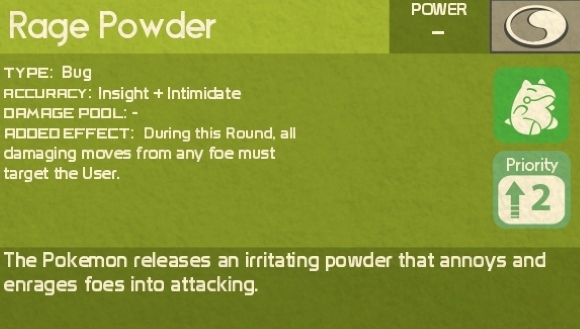 Rage Powder
POWER
–
TYPE: Bug
ACCURACY: Insight + Intimidate
DAMAGE POOL: -
ADDED EFFECT: During this Round, all
damaging moves from any foe must
target the User.
Priority
2
The Pokemon releases an irritating powder that annoys and
enrages foes into attacking.